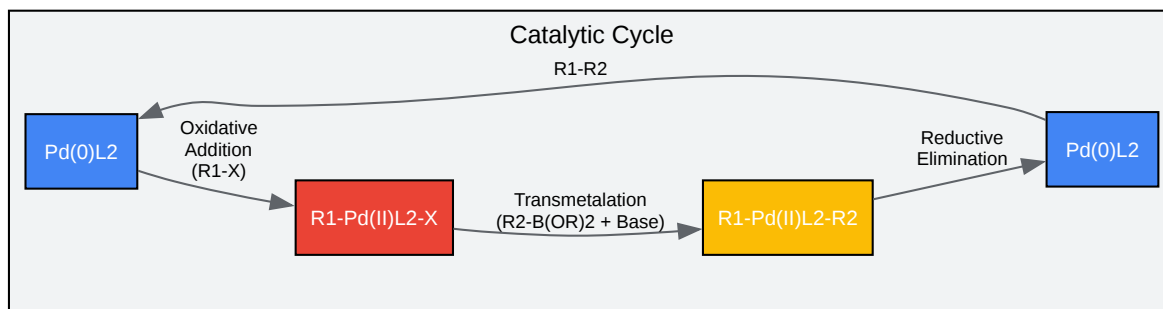 Catalytic Cycle
R1-R2
Pd(0)L2
Oxidative
Addition
(R1-X)
R1-Pd(II)L2-X
Transmetalation
(R2-B(OR)2 + Base)
R1-Pd(II)L2-R2
Reductive
Elimination
Pd(0)L2